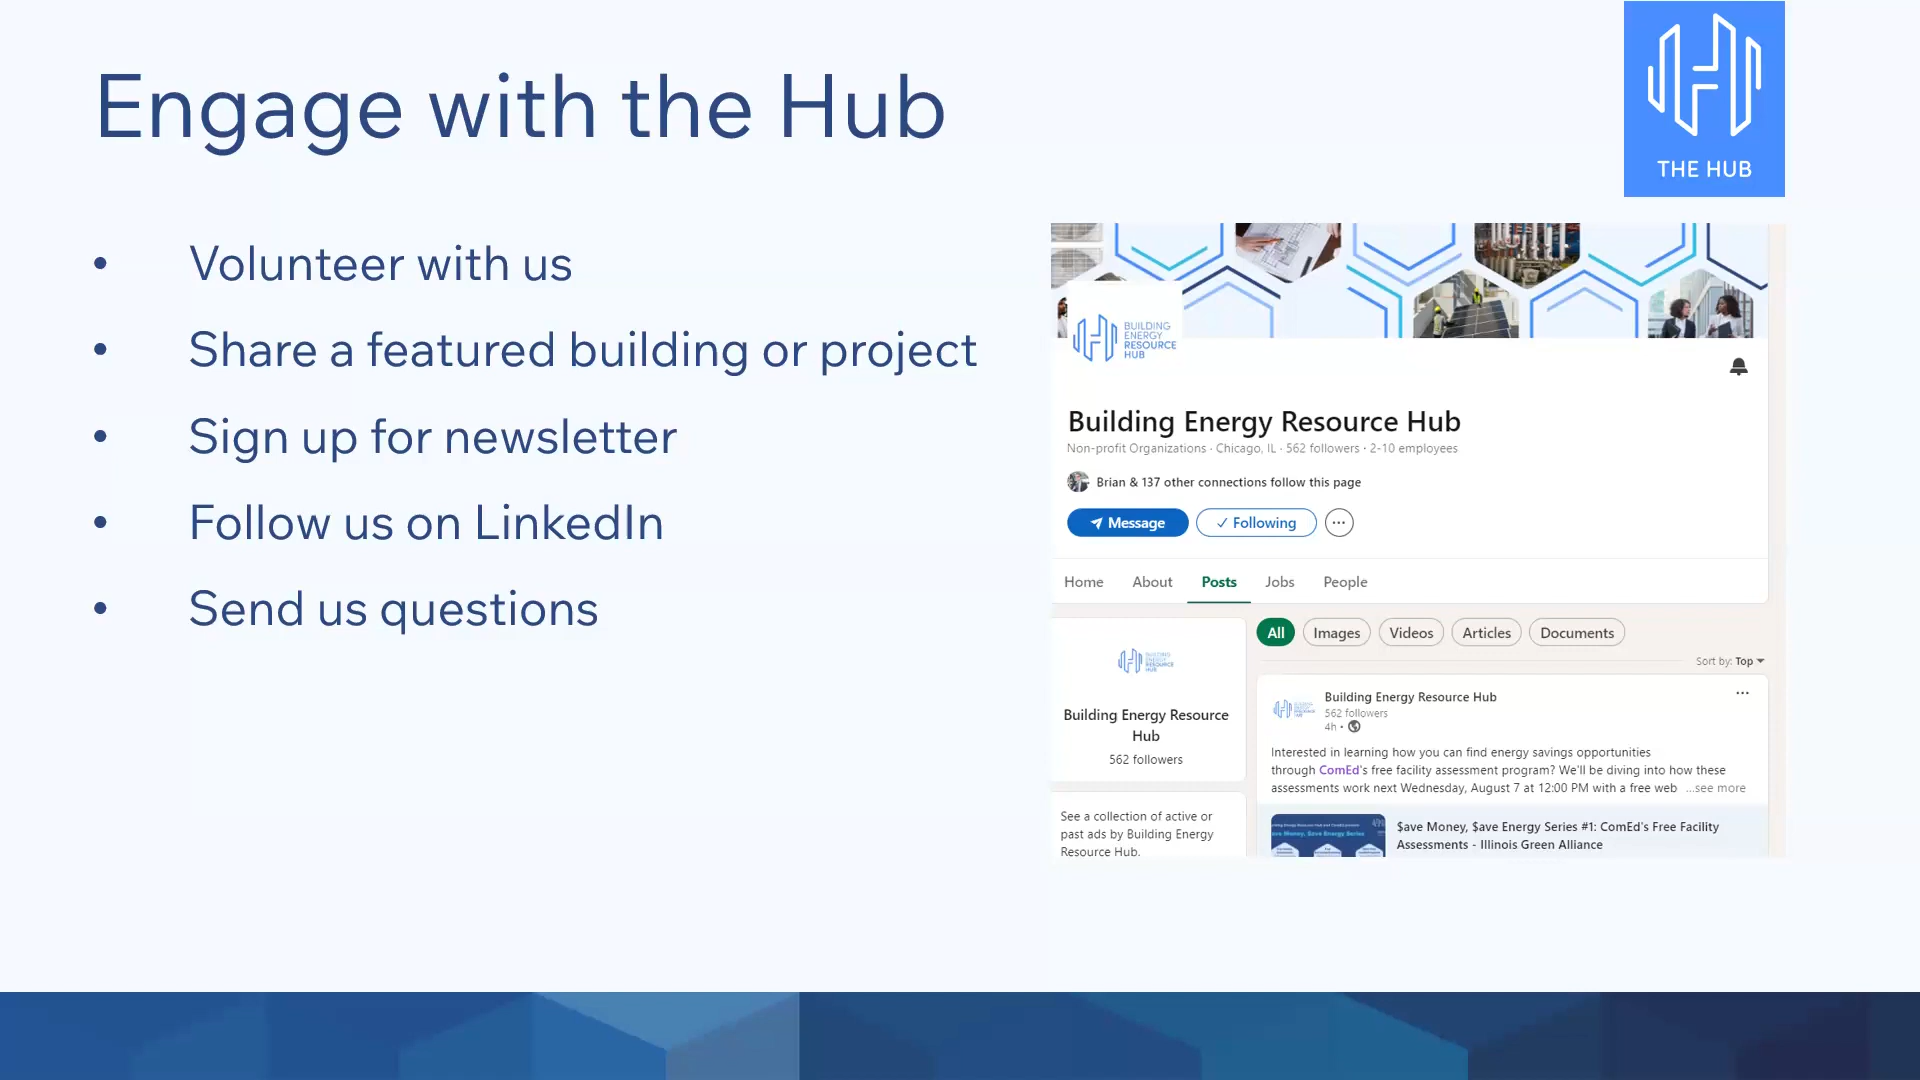 Engage with the Hub
THE HUB
• Volunteer with us
• Share a featured building or project
• Sign up for newsletter
• Follow us on LinkedIn
• Send us questions
BUILDING
ENERGY
RESOURCE
HUB
Building Energy Resource Hub
Non-profit Organizations · Chicago, IL · 562 followers · 2-10 employees
Brian & 137 other connections follow this page
Message
✓ Following
...
Home About Posts Jobs People
All Images Videos Articles Documents
Sort by: Top
BUILDING
ENERGY
RESOURCE
HUB
Building Energy Resource
Hub
562 followers
See a collection of active or
past ads by Building Energy
Resource Hub.
Building Energy Resource Hub
562 followers
4h •
...
Interested in learning how you can find energy savings opportunities
through ComEd's free facility assessment program? We'll be diving into how these
assessments work next Wednesday, August 7 at 12:00 PM with a free web ...see more
$ave Money, $ave Energy Series #1: ComEd's Free Facility
Assessments - Illinois Green Alliance